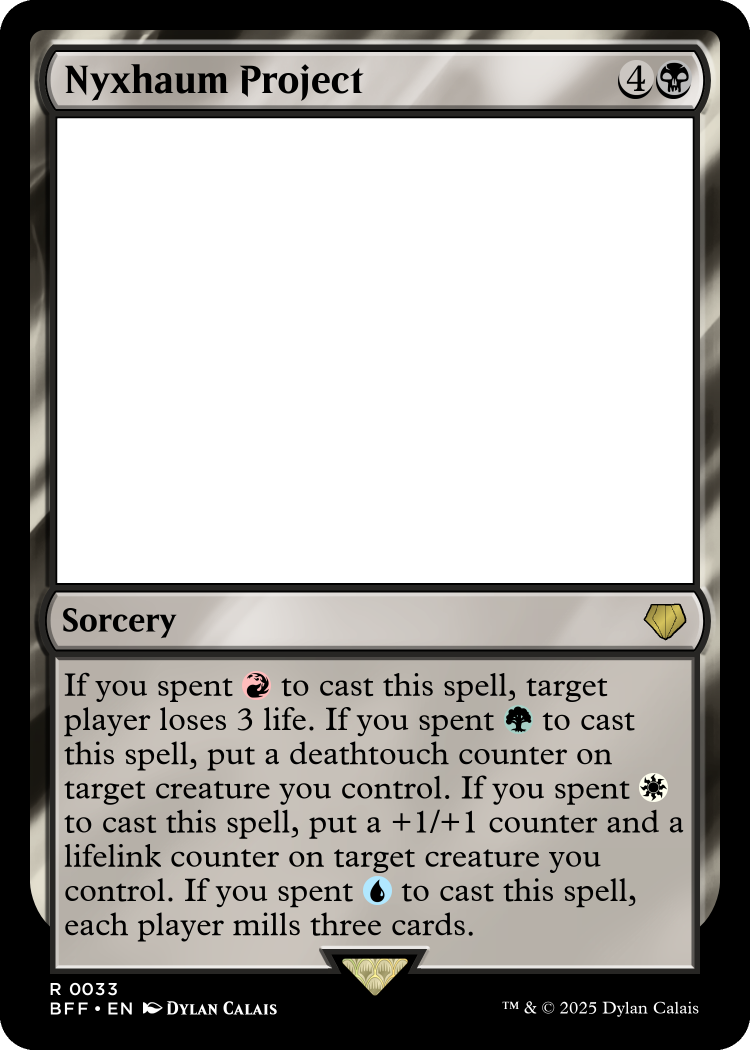 Nyxhaum Project 4
Sorcery
If you spent to cast this spell, target
player loses 3 life. If you spent to cast
this spell, put a deathtouch counter on
target creature you control. If you spent
to cast this spell, put a +1/+1 counter and a
lifelink counter on target creature you
control. If you spent to cast this spell,
each player mills three cards.
R 0033
BFF • EN DYLAN CALAIS
™ & © 2025 Dylan Calais